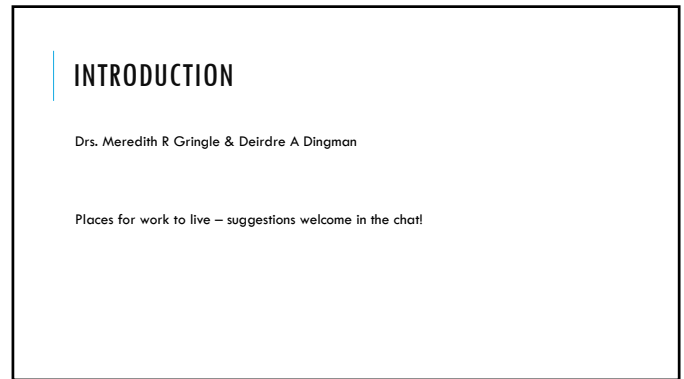 INTRODUCTION
Drs. Meredith R Gringle & Deirdre A Dingman
Places for work to live – suggestions welcome in the chat!